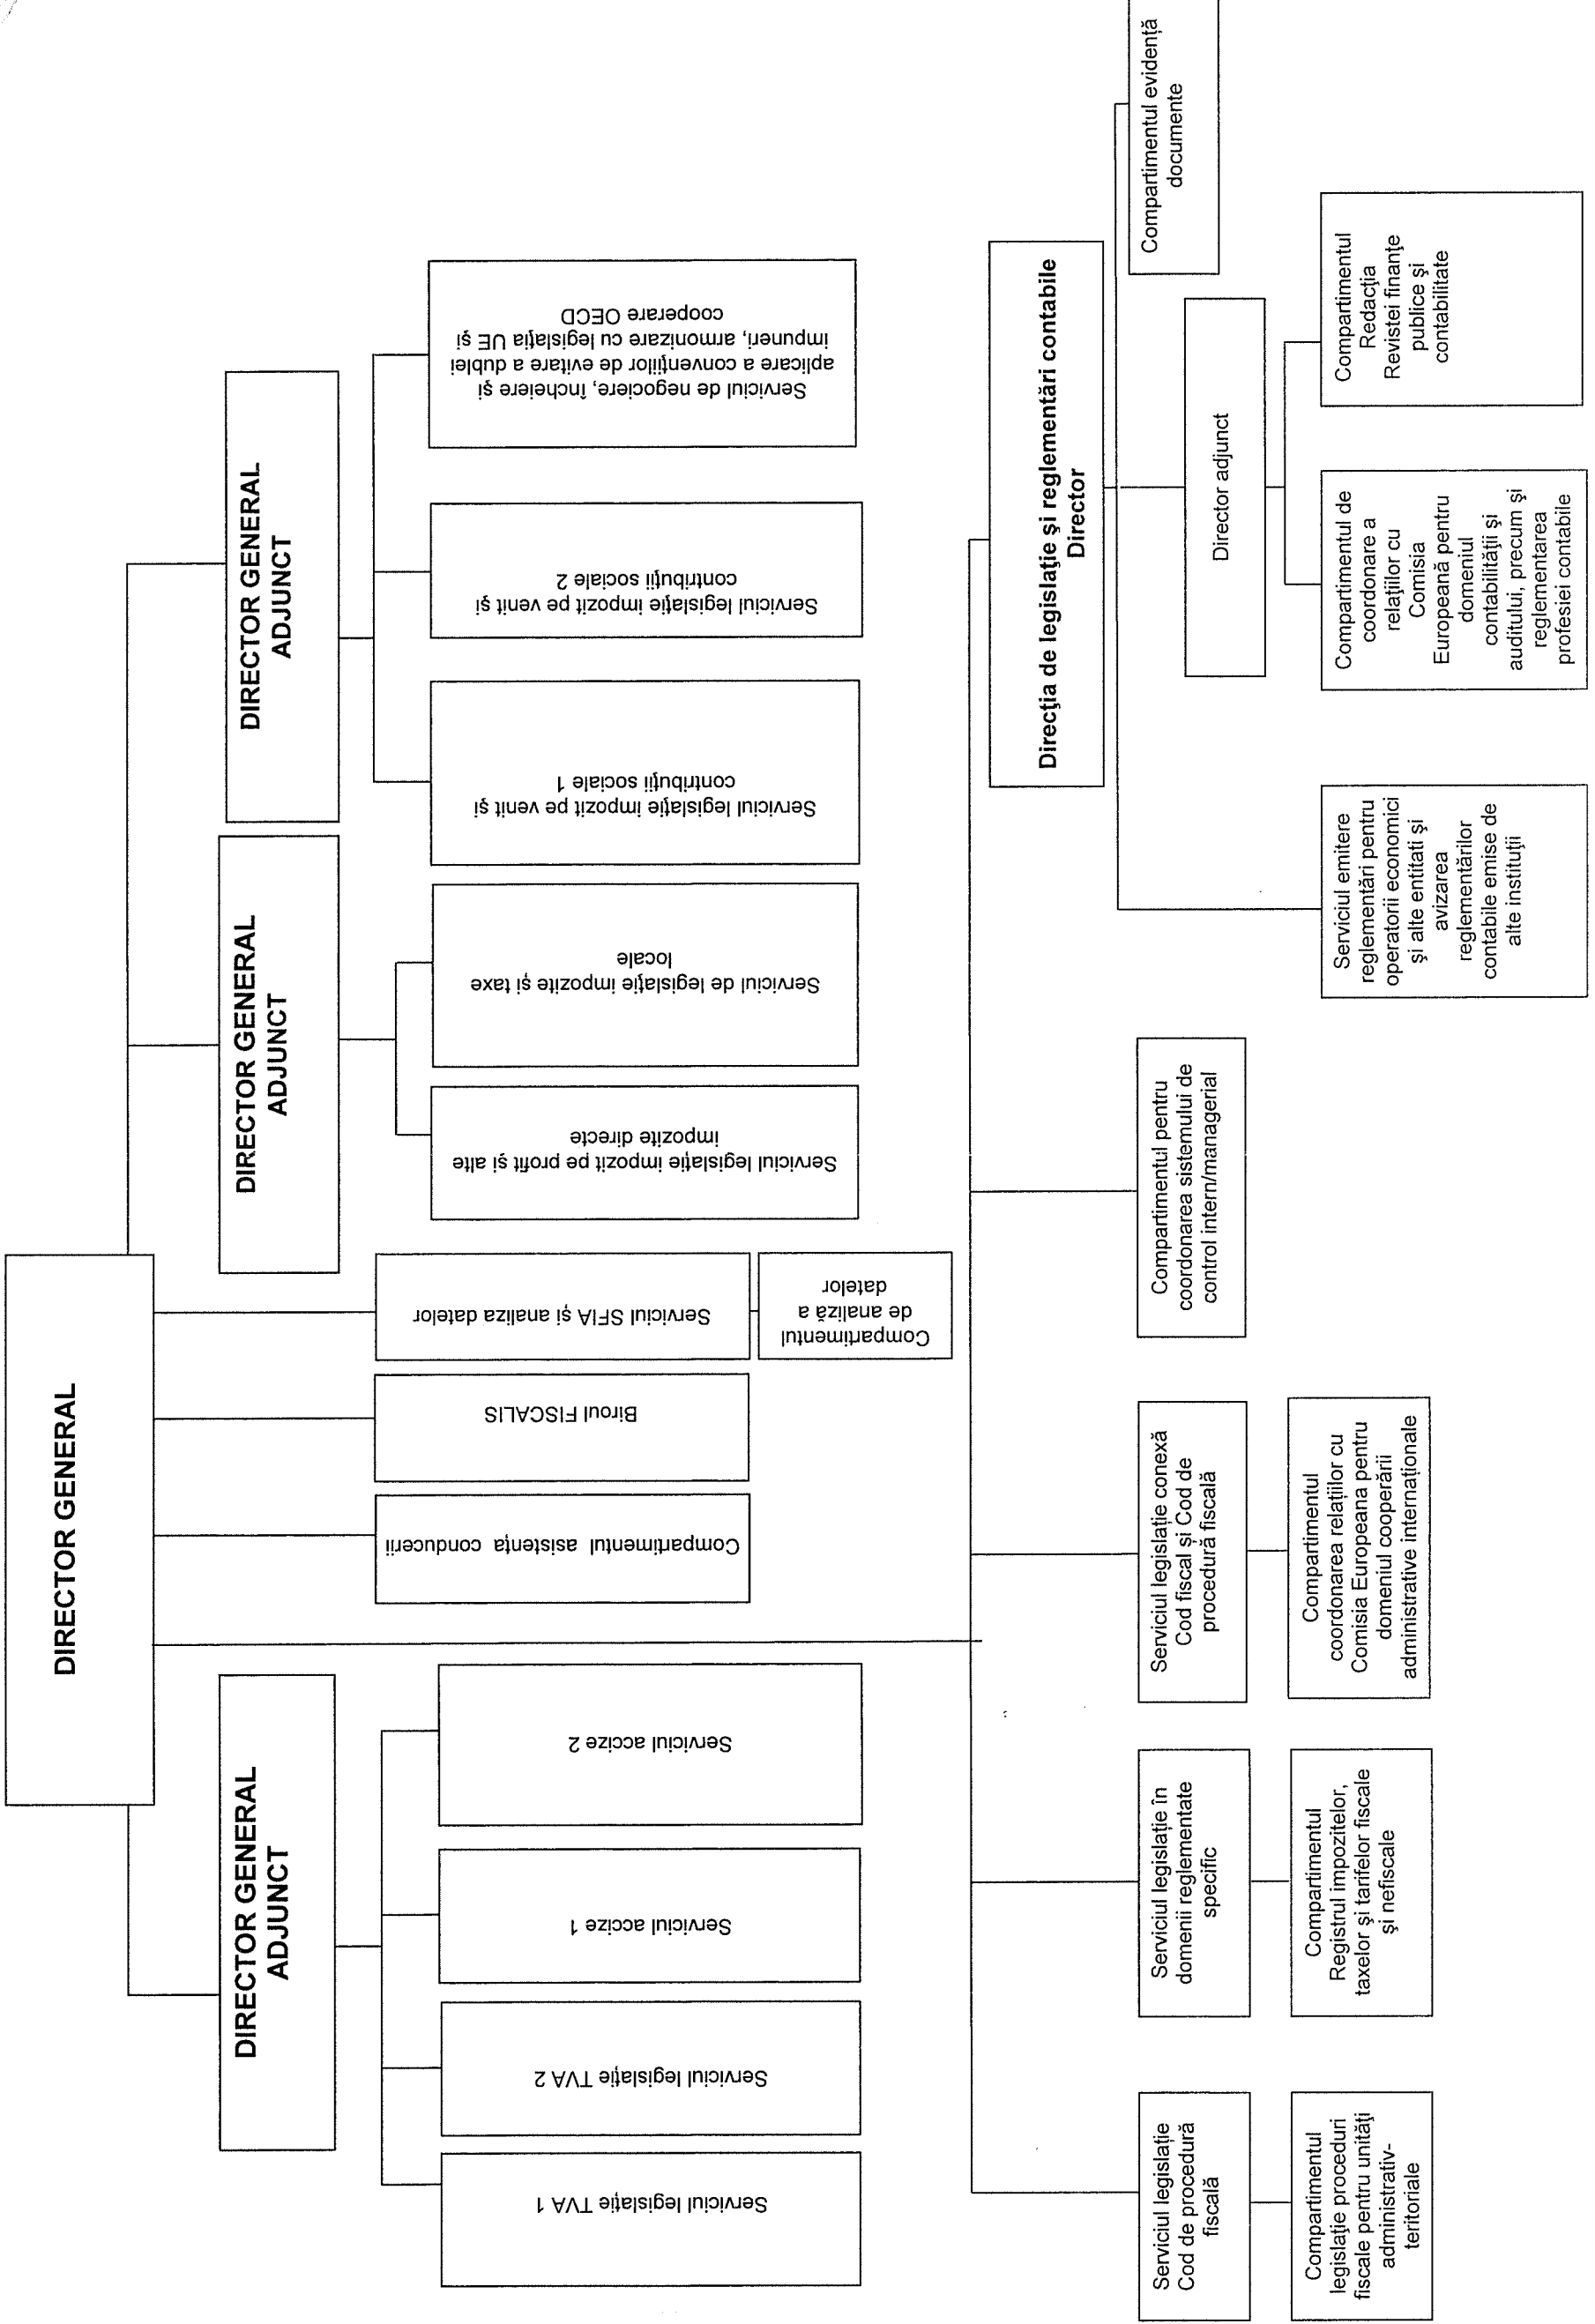 DIRECTOR GENERAL
DIRECTOR GENERAL
ADJUNCT
DIRECTOR GENERAL
ADJUNCT
DIRECTOR GENERAL
ADJUNCT
Serviciul legislaţie TVA 1
Serviciul legislaţie TVA 2
Serviciul accize 1
Serviciul accize 2
Compartimentul asistenţa conducerii
Biroul FISCALIS
Serviciul SFIA şi analiza datelor
Compartimentul
de analiză a
datelor
Serviciul legislaţie impozit pe profit şi alte
impozite directe
Serviciul de legislaţie impozite şi taxe
locale
Serviciul legislaţie impozit pe venit şi
contribuţii sociale 1
Serviciul legislaţie impozit pe venit şi
contribuţii sociale 2
Serviciul de negociere, încheiere şi
aplicare a convenţiilor de evitare a dublei
impuneri, armonizare cu legislaţia UE şi
cooperare OECD
Direcţia de legislaţie şi reglementări contabile
Director
Serviciul legislaţie
Cod de procedură
fiscală
Compartimentul
legislaţie proceduri
fiscale pentru unităţi
administrativ-
teritoriale
Serviciul legislaţie în
domenii reglementate
specific
Compartimentul
Registrul impozitelor,
taxelor şi tarifelor fiscale
şi nefiscale
Serviciul legislaţie conexă
Cod fiscal şi Cod de
procedură fiscală
Compartimentul
coordonarea relaţiilor cu
Comisia Europeana pentru
domeniul cooperării
administrative internaţionale
Compartimentul pentru
coordonarea sistemului de
control intern/managerial
Compartimentul evidenţă
documente
Director adjunct
Serviciul emitere
reglementări pentru
operatorii economici
şi alte entitati şi
avizarea
reglementărilor
contabile emise de
alte instituţii
Compartimentul de
coordonare a
relaţiilor cu
Comisia
Europeană pentru
domeniul
contabilităţii şi
auditului, precum şi
reglementarea
profesiei contabile
Compartimentul
Redacţia
Revistei finanţe
publice şi
contabilitate